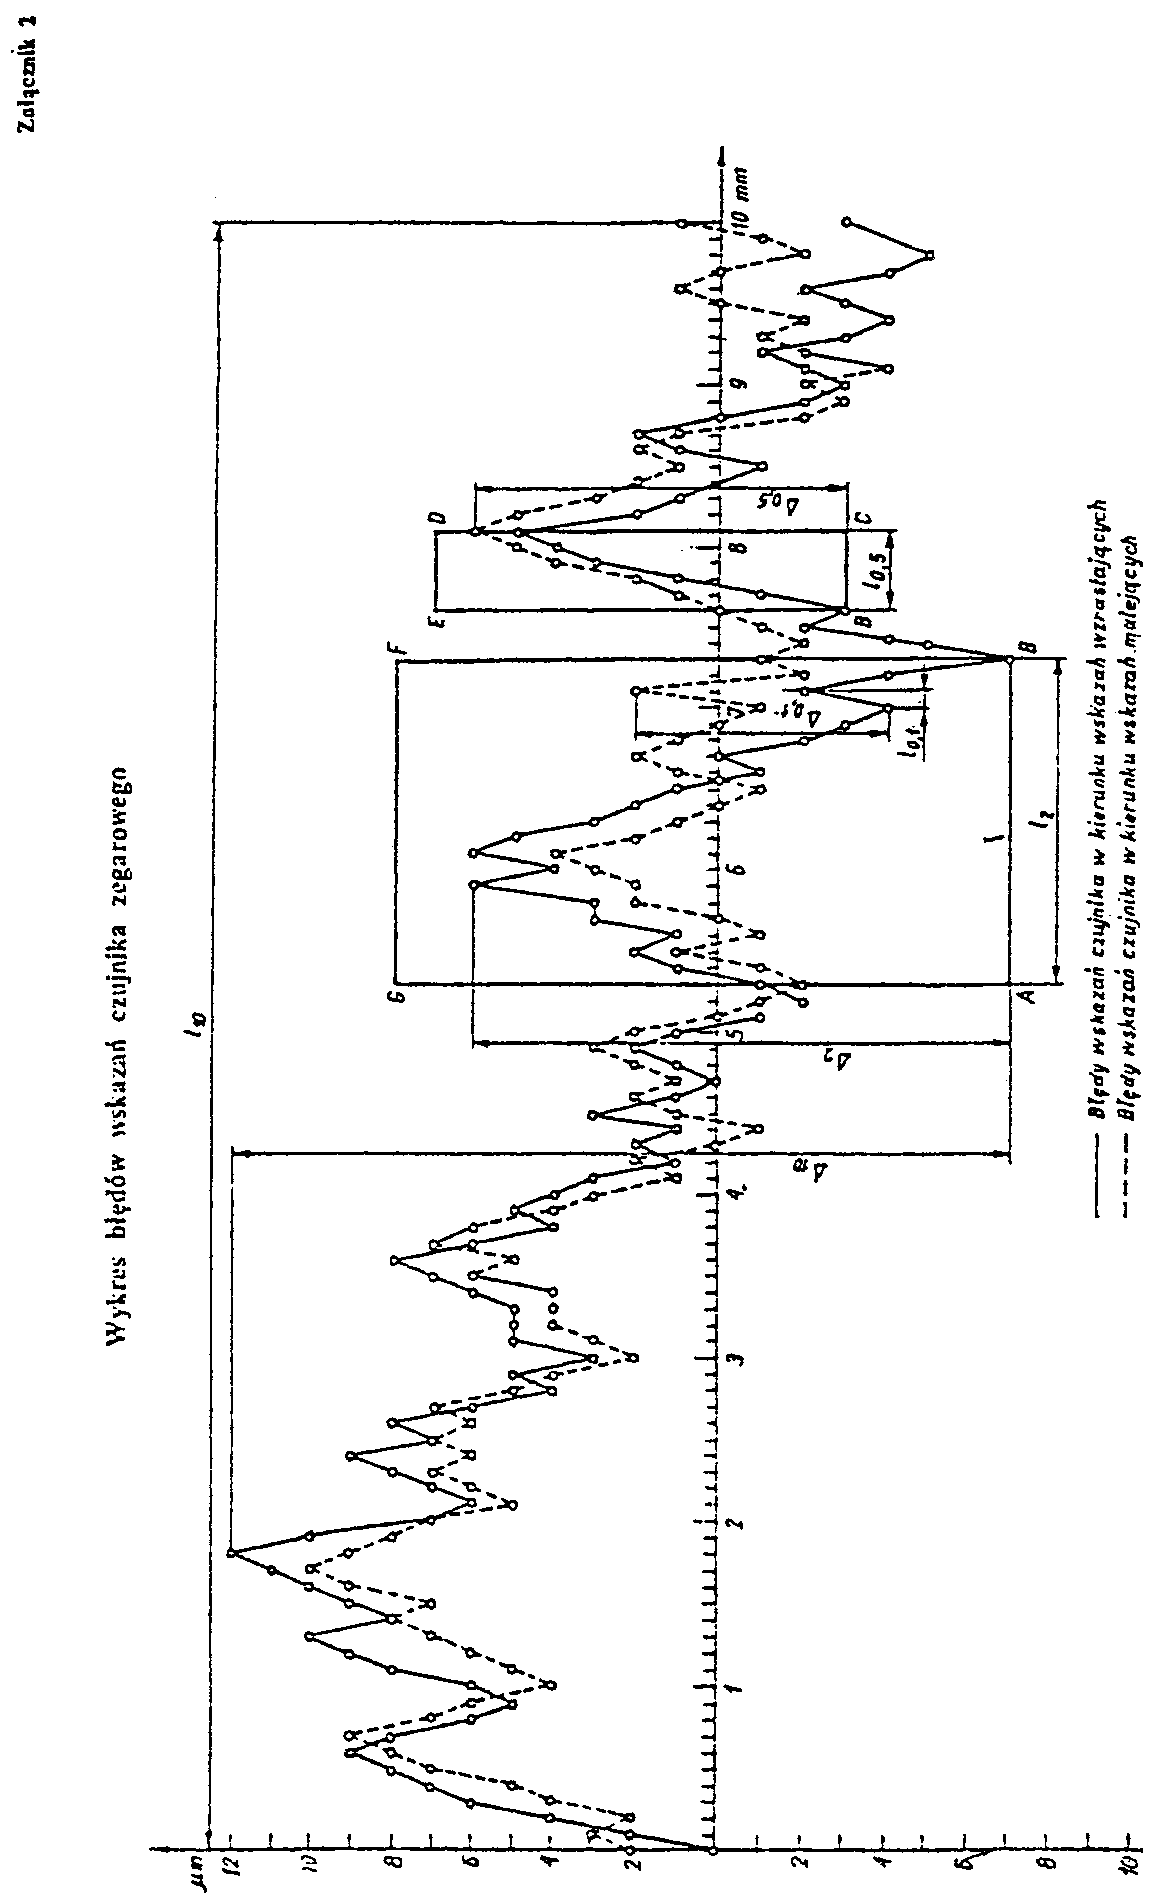 Załącznik 2
Wykres błędów wskazań czujnika zegarowego
l10
μm
12
10
8
6
4
2
0
2
4
6
8
10
1
2
3
4
5
6
7
8
9
10 mm
Δ10
Δ2
Δ0,1
Δ0,5
l0,1
l0,5
l2
G
F
E
D
C
B
B
A
I
Błędy wskazań czujnika w kierunku wskazań wzrastających
Błędy wskazań czujnika w kierunku wskazań malejących